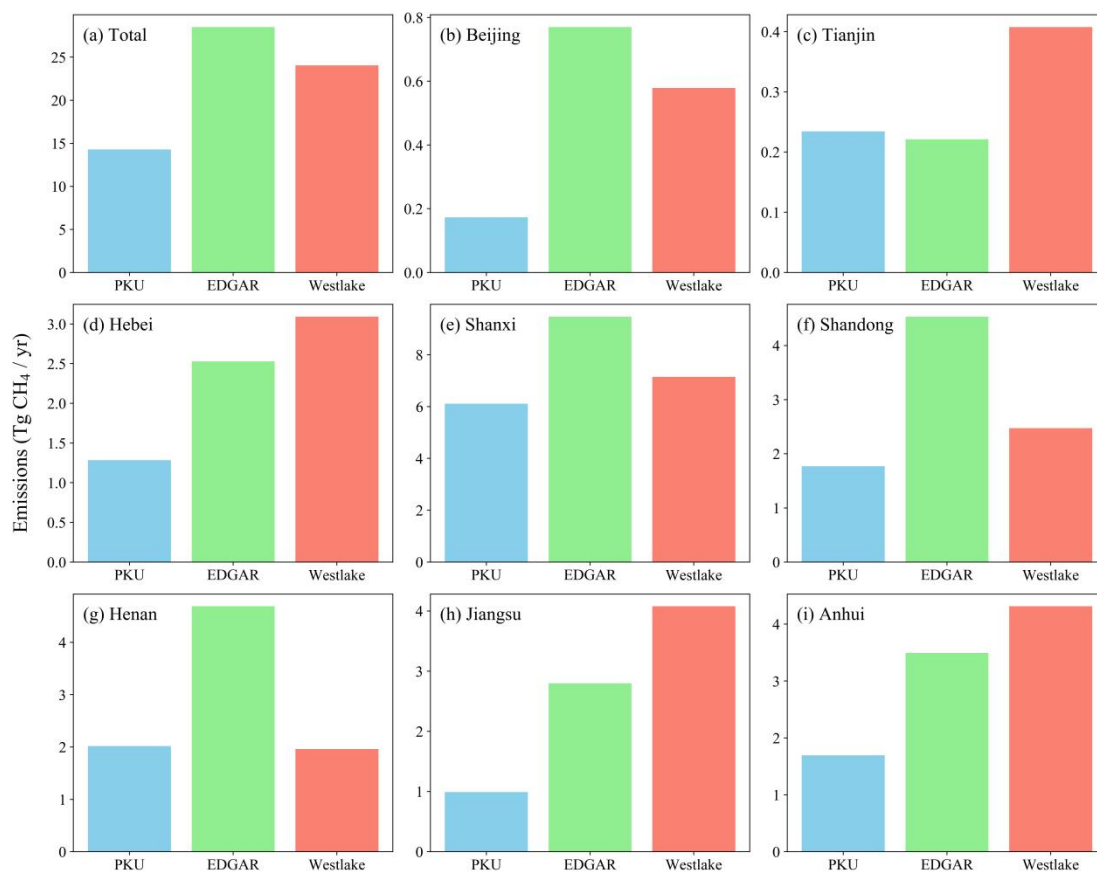 (a) Total
25
20
15
10
5
0
PKU EDGAR Westlake
(b) Beijing
0.8
0.6
0.4
0.2
0.0
PKU EDGAR Westlake
(c) Tianjin
0.4
0.3
0.2
0.1
0.0
PKU EDGAR Westlake
Emissions (Tg CH₄ / yr)
(d) Hebei
3.0
2.5
2.0
1.5
1.0
0.5
0.0
PKU EDGAR Westlake
(e) Shanxi
8
6
4
2
0
PKU EDGAR Westlake
(f) Shandong
4
3
2
1
0
PKU EDGAR Westlake
(g) Henan
4
3
2
1
0
PKU EDGAR Westlake
(h) Jiangsu
4
3
2
1
0
PKU EDGAR Westlake
(i) Anhui
4
3
2
1
0
PKU EDGAR Westlake